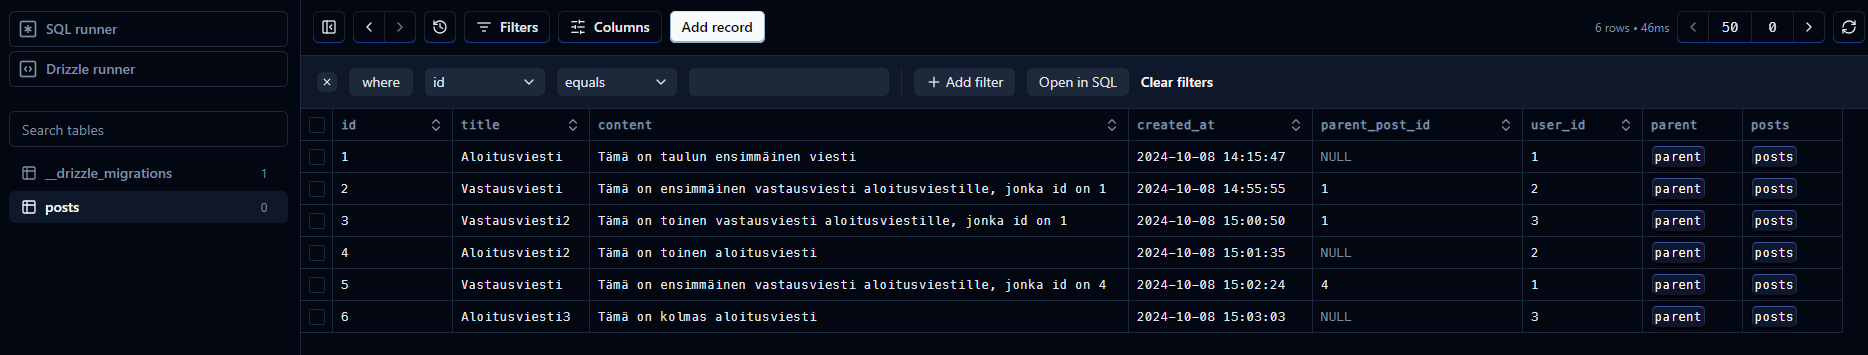 SQL runner
Drizzle runner
Search tables
__drizzle_migrations 1
posts 0
Filters Columns Add record 6 rows • 46ms 50 0
where id equals Add filter Open in SQL Clear filters
id title content created_at parent_post_id user_id parent posts
1 Aloitusviesti Tämä on taulun ensimmäinen viesti 2024-10-08 14:15:47 NULL 1 parent posts
2 Vastausviesti Tämä on ensimmäinen vastausviesti aloitusviestille, jonka id on 1 2024-10-08 14:55:55 1 2 parent posts
3 Vastausviesti2 Tämä on toinen vastausviesti aloitusviestille, jonka id on 1 2024-10-08 15:00:50 1 3 parent posts
4 Aloitusviesti2 Tämä on toinen aloitusviesti 2024-10-08 15:01:35 NULL 2 parent posts
5 Vastausviesti Tämä on ensimmäinen vastausviesti aloitusviestille, jonka id on 4 2024-10-08 15:02:24 4 1 parent posts
6 Aloitusviesti3 Tämä on kolmas aloitusviesti 2024-10-08 15:03:03 NULL 3 parent posts